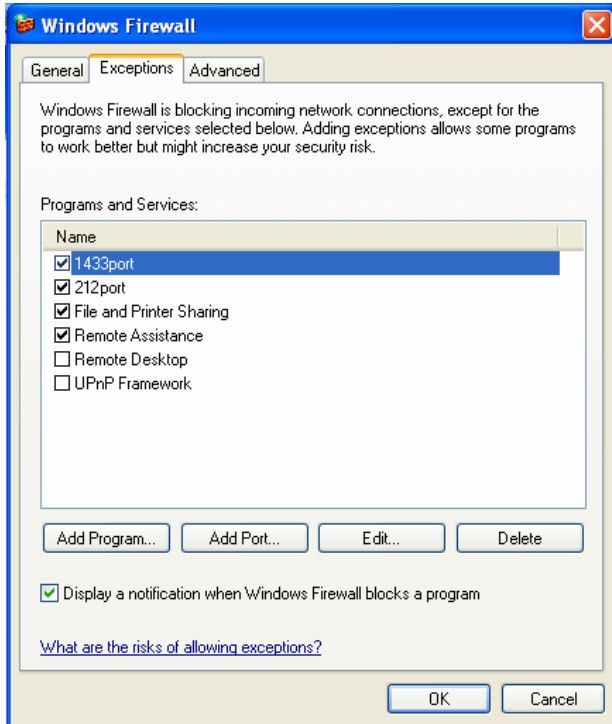 Windows Firewall
General Exceptions Advanced
Windows Firewall is blocking incoming network connections, except for the
programs and services selected below. Adding exceptions allows some programs
to work better but might increase your security risk.
Programs and Services:
Name
1433port
212port
File and Printer Sharing
Remote Assistance
Remote Desktop
UPnP Framework
Add Program... Add Port... Edit... Delete
Display a notification when Windows Firewall blocks a program
What are the risks of allowing exceptions?
OK Cancel